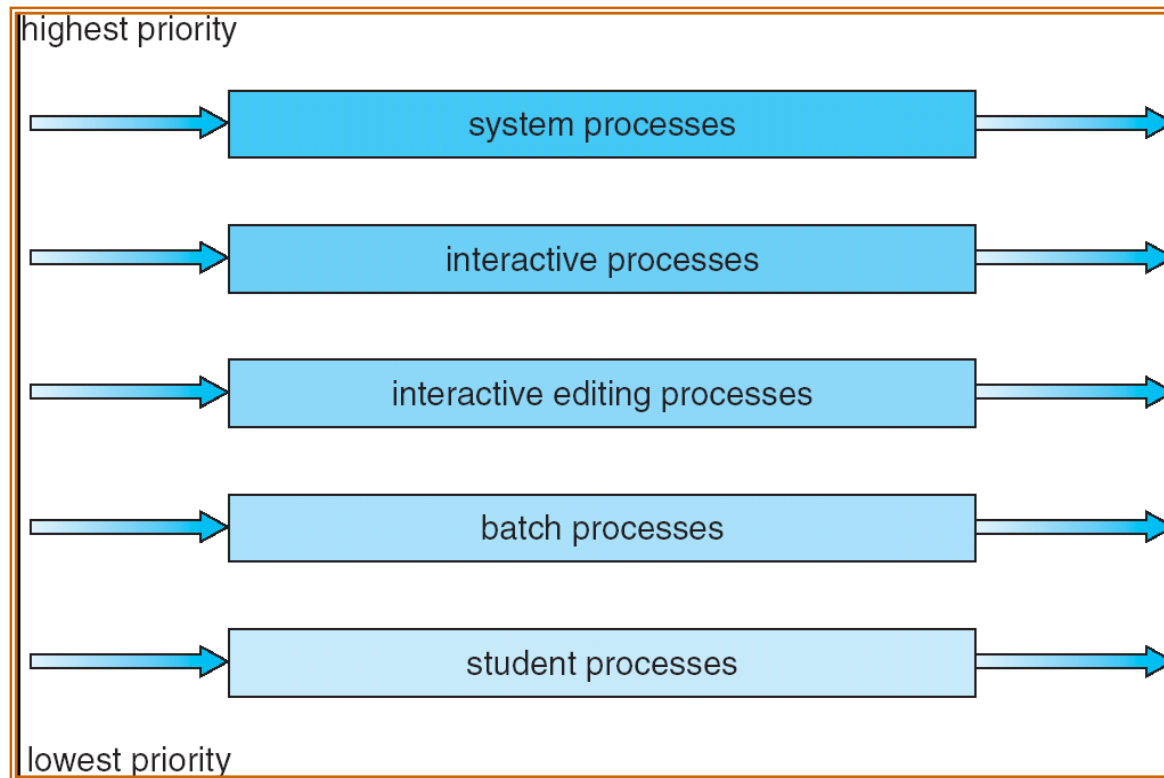 highest priority
system processes
interactive processes
interactive editing processes
batch processes
student processes
lowest priority